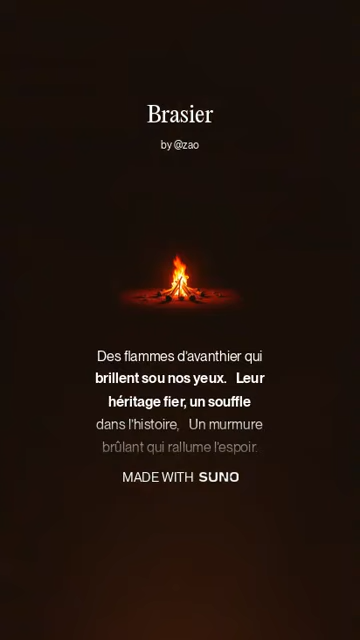 Brasier
by @zao
Des flammes d'avanthier qui
brillent sou nos yeux.   Leur
héritage fier, un souffle
dans l'histoire,   Un murmure
brûlant qui rallume l'espoir.
MADE WITH SUNO